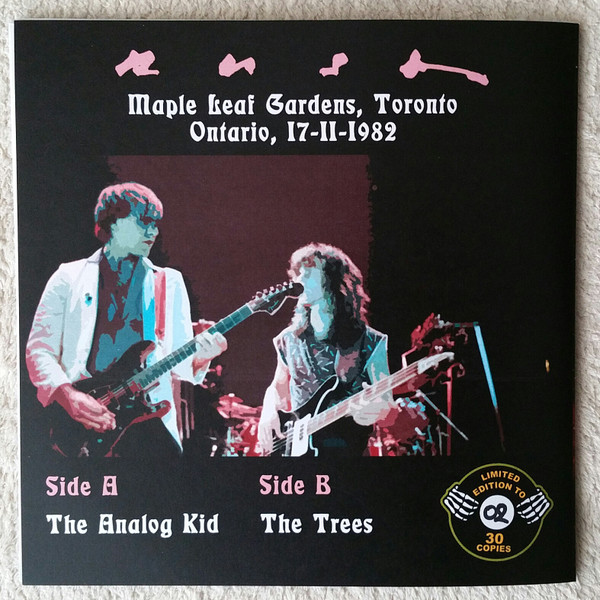 RUSH
Maple Leaf Gardens, Toronto
Ontario, 17-11-1982
Side A
Side B
The Analog Kid
The Trees
LIMITED
EDITION TO
02
30
COPIES